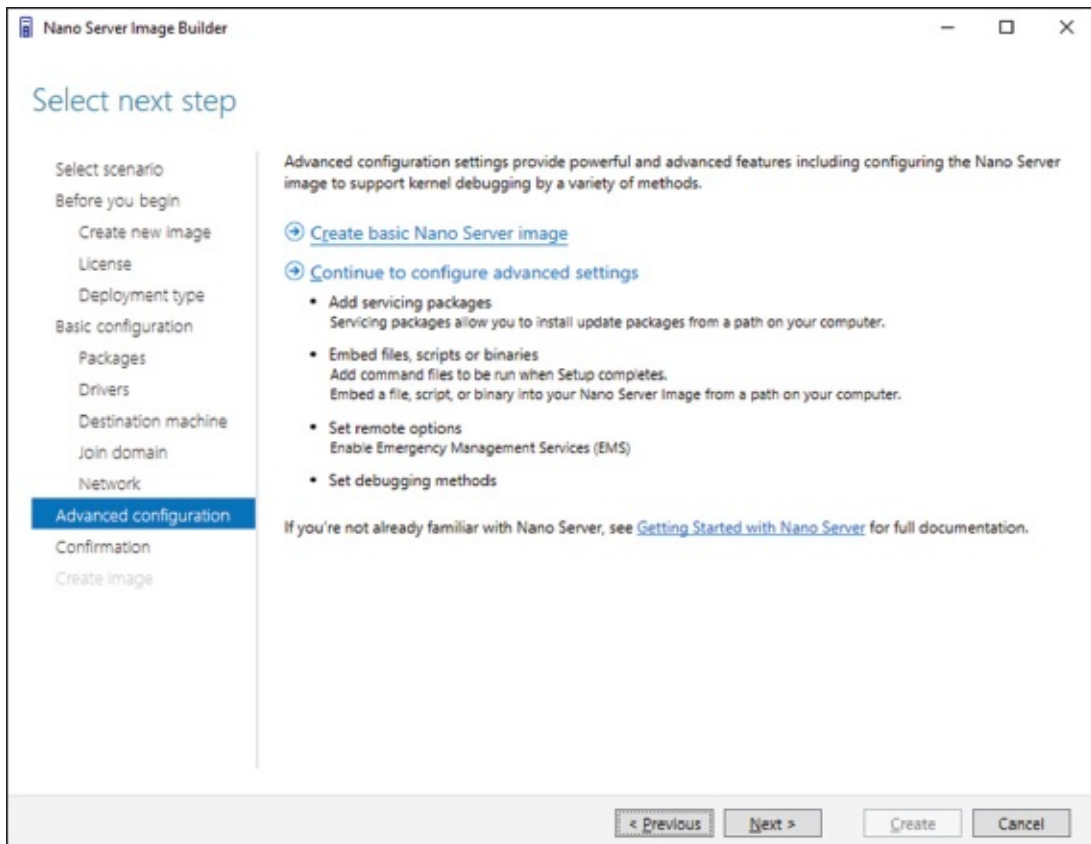 Nano Server Image Builder
Select next step
Select scenario
Before you begin
Create new image
License
Deployment type
Basic configuration
Packages
Drivers
Destination machine
Join domain
Network
Advanced configuration
Confirmation
Create image
Advanced configuration settings provide powerful and advanced features including configuring the Nano Server
image to support kernel debugging by a variety of methods.
Create basic Nano Server image
Continue to configure advanced settings
• Add servicing packages
Servicing packages allow you to install update packages from a path on your computer.
• Embed files, scripts or binaries
Add command files to be run when Setup completes.
Embed a file, script, or binary into your Nano Server Image from a path on your computer.
• Set remote options
Enable Emergency Management Services (EMS)
• Set debugging methods
If you're not already familiar with Nano Server, see Getting Started with Nano Server for full documentation.
< Previous
Next >
Create
Cancel